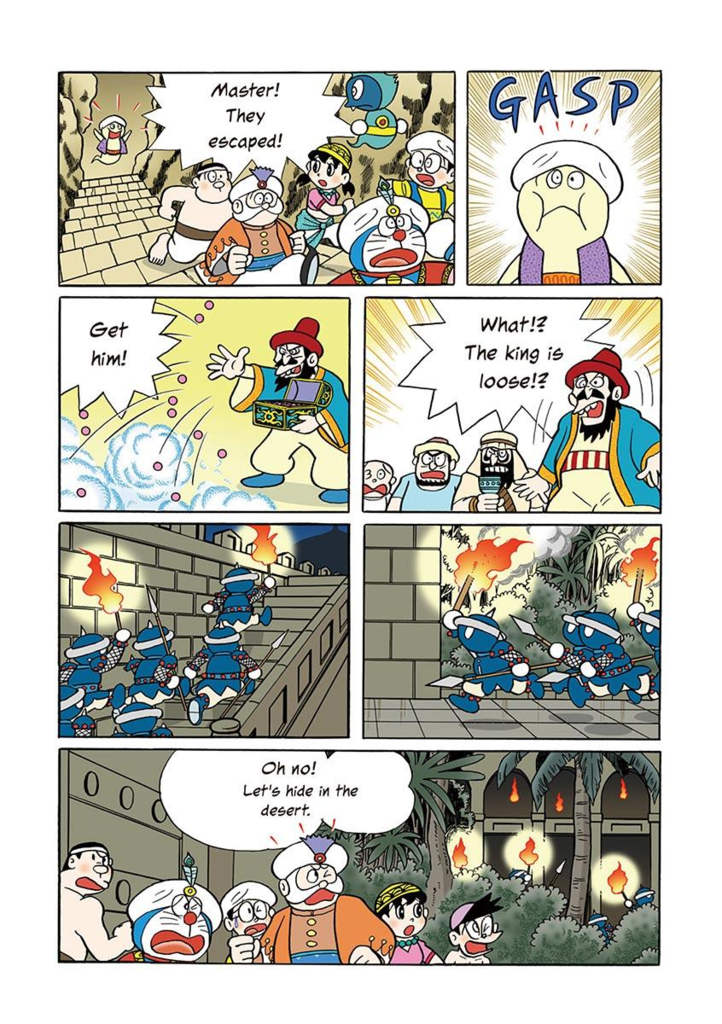 Master!
They
escaped!
GASP
Get
him!
What!?
The king is
loose!?
Oh no!
Let's hide in the
desert.